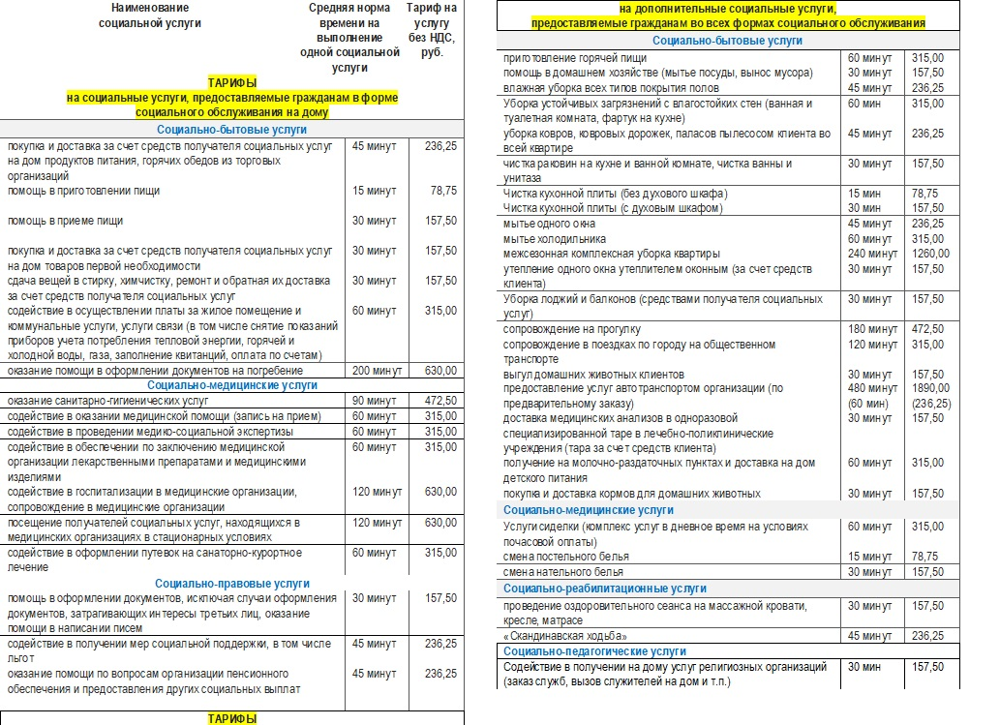 Наименование социальной услуги
Средняя норма времени на выполнение одной социальной услуги
Тариф на услугу без НДС, руб.
ТАРИФЫ
на социальные услуги, предоставляемые гражданам в форме
социального обслуживания на дому
Социально-бытовые услуги
покупка и доставка за счет средств получателя социальных услуг 45 минут 236,25
на дом продуктов питания, горячих обедов из торговых
организаций
помощь в приготовлении пищи 15 минут 78,75
помощь в приеме пищи 30 минут 157,50
покупка и доставка за счет средств получателя социальных услуг 30 минут 157,50
на дом товаров первой необходимости
сдача вещей в стирку, химчистку, ремонт и обратная их доставка 30 минут 157,50
за счет средств получателя социальных услуг
содействие в осуществлении платы за жилое помещение и 60 минут 315,00
коммунальные услуги, услуги связи (в том числе снятие показаний
приборов учета потребления тепловой энергии, горячей и
холодной воды, газа, заполнение квитанций, оплата по счетам)
оказание помощи в оформлении документов на погребение 200 минут 630,00
Социально-медицинские услуги
оказание санитарно-гигиенических услуг 90 минут 472,50
содействие в оказании медицинской помощи (запись на прием) 60 минут 315,00
содействие в проведении медико-социальной экспертизы 60 минут 315,00
содействие в обеспечении по заключению медицинской 60 минут 315,00
организации лекарственными препаратами и медицинскими
изделиями
содействие в госпитализации в медицинские организации, 120 минут 630,00
сопровождение в медицинские организации
посещение получателей социальных услуг, находящихся в 120 минут 630,00
медицинских организациях в стационарных условиях
содействие в оформлении путевок на санаторно-курортное 60 минут 315,00
лечение
Социально-правовые услуги
помощь в оформлении документов, исключая случаи оформления 30 минут 157,50
документов, затрагивающих интересы третьих лиц, оказание
помощи в написании писем
содействие в получении мер социальной поддержки, в том числе 45 минут 236,25
льгот
оказание помощи по вопросам организации пенсионного 45 минут 236,25
обеспечения и предоставления других социальных выплат
ТАРИФЫ
на дополнительные социальные услуги,
предоставляемые гражданам во всех формах социального обслуживания
Социально-бытовые услуги
приготовление горячей пищи 60 минут 315,00
помощь в домашнем хозяйстве (мытье посуды, вынос мусора) 30 минут 157,50
влажная уборка всех типов покрытия полов 45 минут 236,25
Уборка устойчивых загрязнений с влагостойких стен (ванная и 60 мин 315,00
туалетная комната, фартук на кухне)
уборка ковров, ковровых дорожек, паласов пылесосом клиента во 45 минут 236,25
всей квартире
чистка раковин на кухне и ванной комнате, чистка ванны и 30 минут 157,50
унитаза
Чистка кухонной плиты (без духового шкафа) 15 мин 78,75
Чистка кухонной плиты (с духовым шкафом) 30 мин 157,50
мытье одного окна 45 минут 236,25
мытье холодильника 60 минут 315,00
межсезонная комплексная уборка квартиры 240 минут 1260,00
утепление одного окна утеплителем оконным (за счет средств 30 минут 157,50
клиента)
Уборка лоджий и балконов (средствами получателя социальных 30 минут 157,50
услуг)
сопровождение на прогулку 180 минут 472,50
сопровождение в поездках по городу на общественном 120 минут 315,00
транспорте
выгул домашних животных клиентов 30 минут 157,50
предоставление услуг автотранспортом организации (по 480 минут 1890,00
предварительному заказу) (60 мин) (236,25)
доставка медицинских анализов в одноразовой 30 минут 157,50
специализированной таре в лечебно-поликлинические
учреждения (тара за счет средств клиента)
получение на молочно-раздаточных пунктах и доставка на дом 60 минут 315,00
детского питания
покупка и доставка кормов для домашних животных 30 минут 157,50
Социально-медицинские услуги
Услуги сиделки (комплекс услуг в дневное время на условиях 60 минут 315,00
почасовой оплаты)
смена постельного белья 15 минут 78,75
смена нательного белья 30 минут 157,50
Социально-реабилитационные услуги
проведение оздоровительного сеанса на массажной кровати, 30 минут 157,50
кресле, матрасе
«Скандинавская ходьба» 45 минут 236,25
Социально-педагогические услуги
Содействие в получении на дому услуг религиозных организаций 30 мин 157,50
(заказ служб, вызов служителей на дом и т.п.)